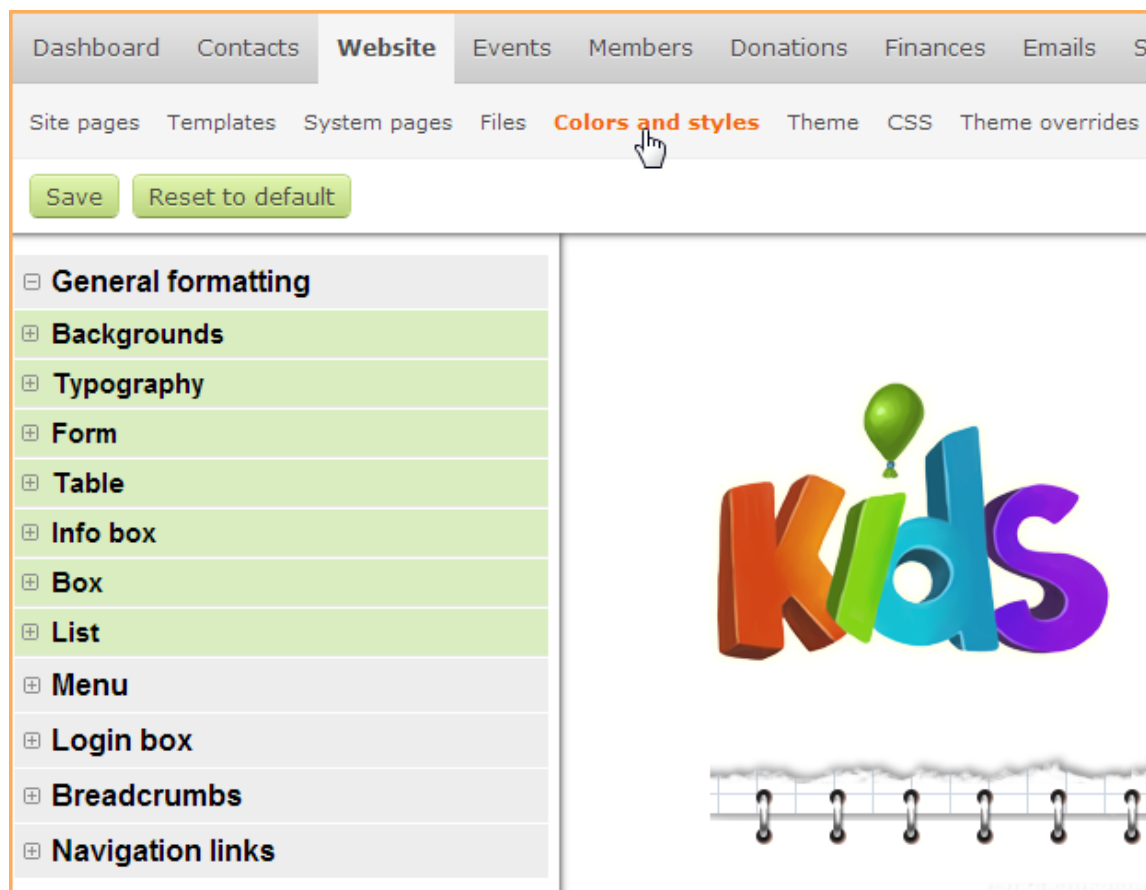 Dashboard Contacts Website Events Members Donations Finances Emails S
Site pages Templates System pages Files Colors and styles Theme CSS Theme overrides
Save Reset to default
General formatting
Backgrounds
Typography
Form
Table
Info box
Box
List
Menu
Login box
Breadcrumbs
Navigation links
Kids